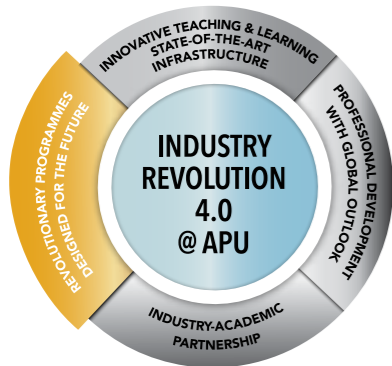 INNOVATIVE TEACHING & LEARNING
STATE-OF-THE-ART
INFRASTRUCTURE
PROFESSIONAL DEVELOPMENT
WITH GLOBAL OUTLOOK
INDUSTRY-ACADEMIC
PARTNERSHIP
REVOLUTIONARY PROGRAMMES
DESIGNED FOR THE FUTURE
INDUSTRY
REVOLUTION
4.0
@ APU